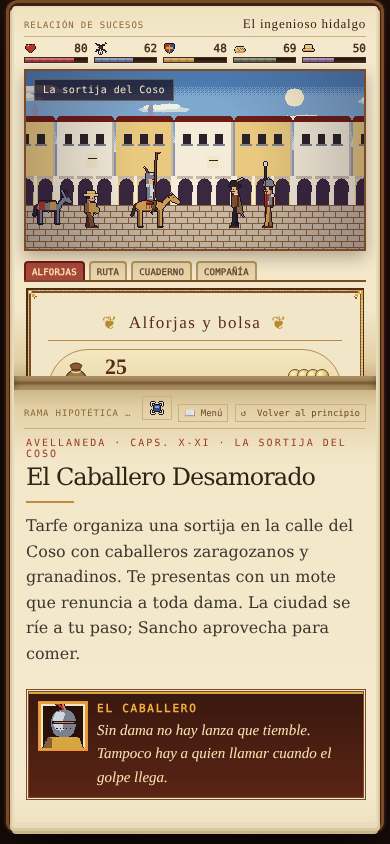 RELACIÓN DE SUCESOS
El ingenioso hidalgo
80 62 48 69 50
La sortija del Coso
ALFORJAS RUTA CUADERNO COMPAÑÍA
Alforjas y bolsa
25
RAMA HIPOTÉTICA …
Menú
Volver al principio
AVELLANEDA · CAPS. X-XI · LA SORTIJA DEL
COSO
El Caballero Desamorado
Tarfe organiza una sortija en la calle del
Coso con caballeros zaragozanos y
granadinos. Te presentas con un mote
que renuncia a toda dama. La ciudad se
ríe a tu paso; Sancho aprovecha para
comer.
EL CABALLERO
Sin dama no hay lanza que tiemble.
Tampoco hay a quien llamar cuando el
golpe llega.